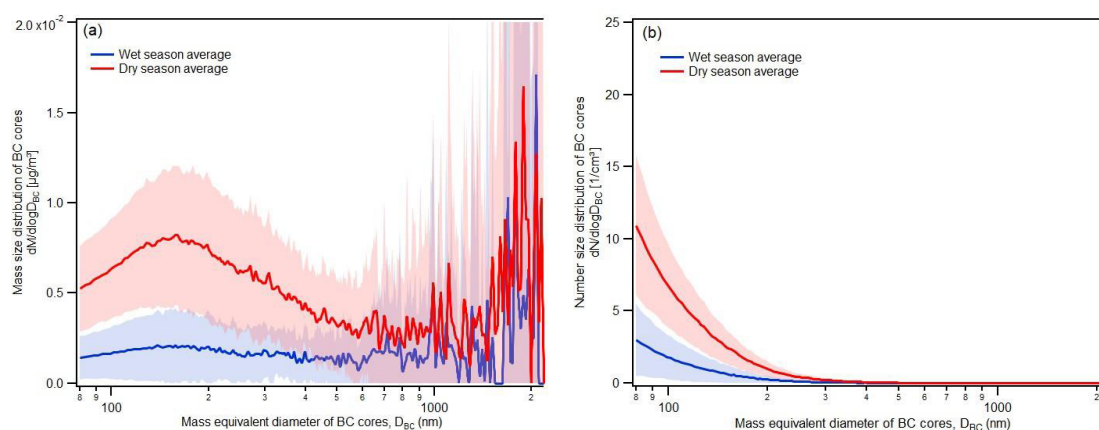 (a)
Wet season average
Dry season average
Mass size distribution of BC cores
dM/dlogD_BC [µg/m³]
2.0 x10⁻²
1.5
1.0
0.5
0.0
8 9 100 2 3 4 5 6 7 8 9 1000 2
Mass equivalent diameter of BC cores, D_BC (nm)
(b)
Wet season average
Dry season average
Number size distribution of BC cores
dN/dlogD_BC [1/cm³]
25
20
15
10
5
0
8 9 100 2 3 4 5 6 7 8 9 1000 2
Mass equivalent diameter of BC cores, D_BC (nm)